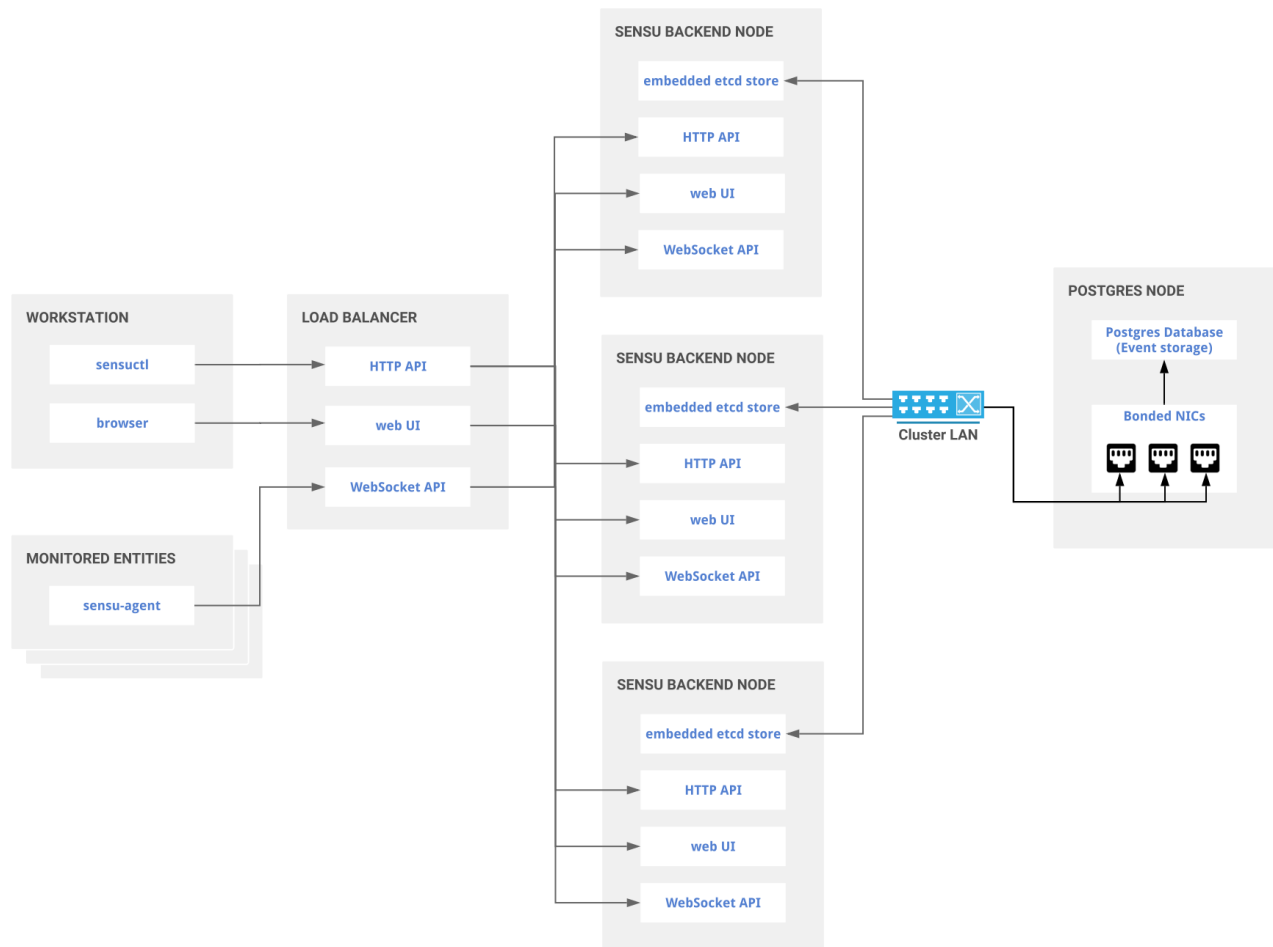 WORKSTATION
sensuctl
browser
MONITORED ENTITIES
sensu-agent
LOAD BALANCER
HTTP API
web UI
WebSocket API
SENSU BACKEND NODE
embedded etcd store
HTTP API
web UI
WebSocket API
SENSU BACKEND NODE
embedded etcd store
HTTP API
web UI
WebSocket API
SENSU BACKEND NODE
embedded etcd store
HTTP API
web UI
WebSocket API
Cluster LAN
POSTGRES NODE
Postgres Database
(Event storage)
Bonded NICs